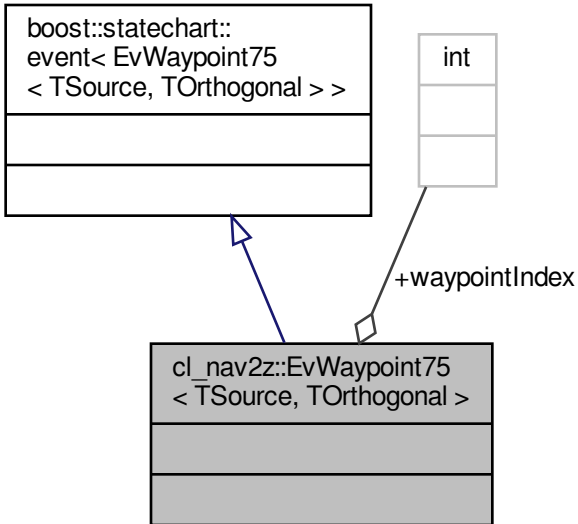 boost::statechart::
event< EvWaypoint75
< TSource, TOrthogonal > >
int
+waypointIndex
cl_nav2z::EvWaypoint75
< TSource, TOrthogonal >